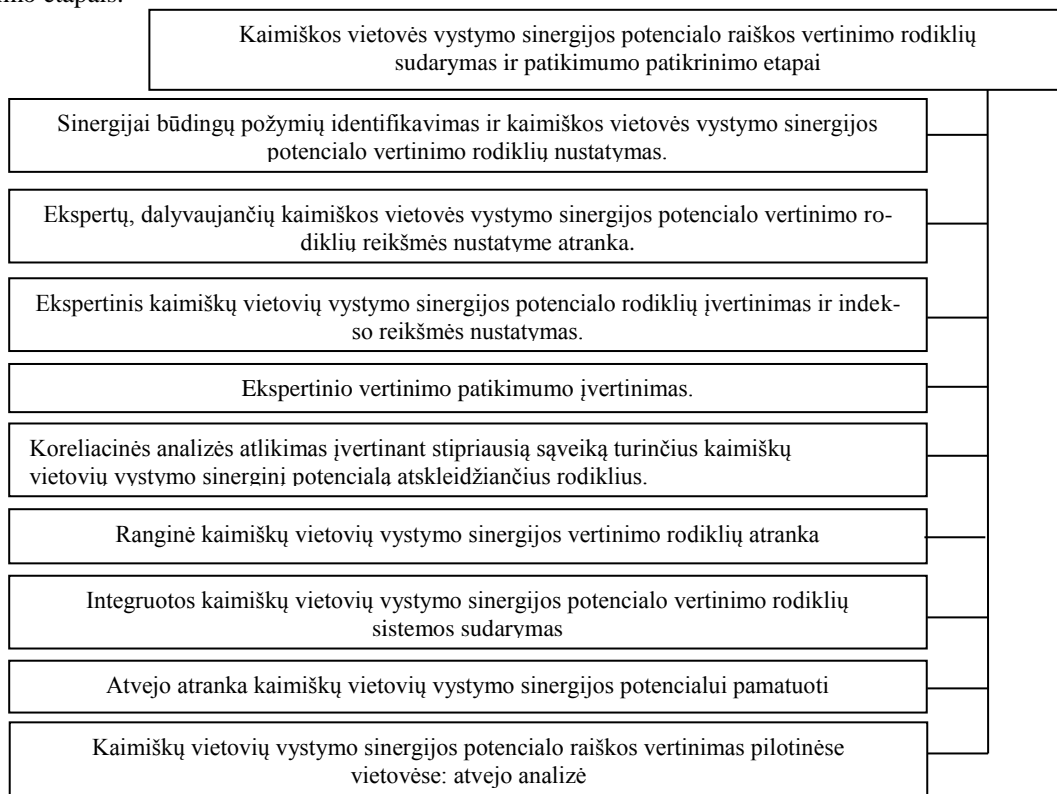 etapais.
Kaimiškos vietovės vystymo sinergijos potencialo raiškos vertinimo rodiklių
sudarymas ir patikimumo patikrinimo etapai
Sinergijai būdingų požymių identifikavimas ir kaimiškos vietovės vystymo sinergijos
potencialo vertinimo rodiklių nustatymas.
Ekspertų, dalyvaujančių kaimiškos vietovės vystymo sinergijos potencialo vertinimo ro-
diklių reikšmės nustatyme atranka.
Ekspertinis kaimiškų vietovių vystymo sinergijos potencialo rodiklių įvertinimas ir indek-
so reikšmės nustatymas.
Ekspertinio vertinimo patikimumo įvertinimas.
Koreliacinės analizės atlikimas įvertinant stipriausią sąveiką turinčius kaimiškų
vietovių vystymo sinerginį potencialą atskleidžiančius rodiklius.
Ranginė kaimiškų vietovių vystymo sinergijos vertinimo rodiklių atranka
Integruotos kaimiškų vietovių vystymo sinergijos potencialo vertinimo rodiklių
sistemos sudarymas
Atvejo atranka kaimiškų vietovių vystymo sinergijos potencialui pamatuoti
Kaimiškų vietovių vystymo sinergijos potencialo raiškos vertinimas pilotinėse
vietovėse: atvejo analizė